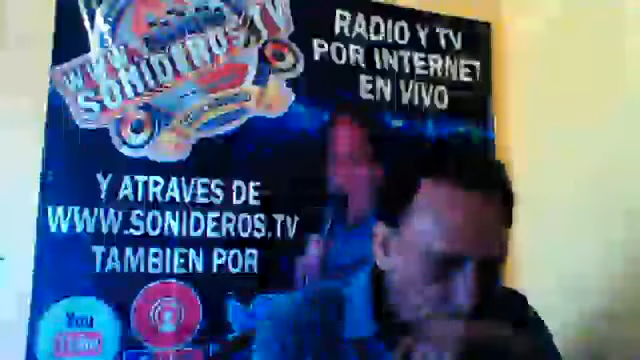 WWW.
SONIDEROS.TV
RADIO Y TV
POR INTERNET
EN VIVO
Y ATRAVES DE
WWW.SONIDEROS.TV
TAMBIEN POR
You
Tube